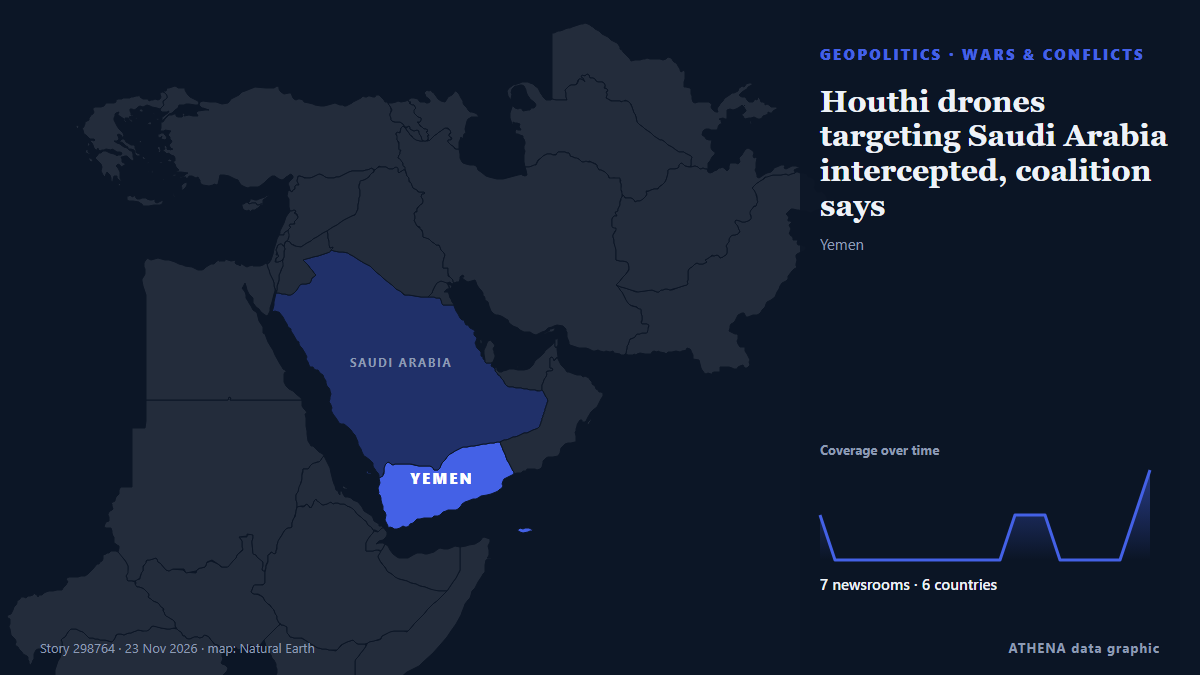 GEOPOLITICS · WARS & CONFLICTS
Houthi drones
targeting Saudi Arabia
intercepted, coalition
says
Yemen
SAUDI ARABIA
YEMEN
Coverage over time
7 newsrooms · 6 countries
Story 298764 · 23 Nov 2026 · map: Natural Earth
ATHENA data graphic